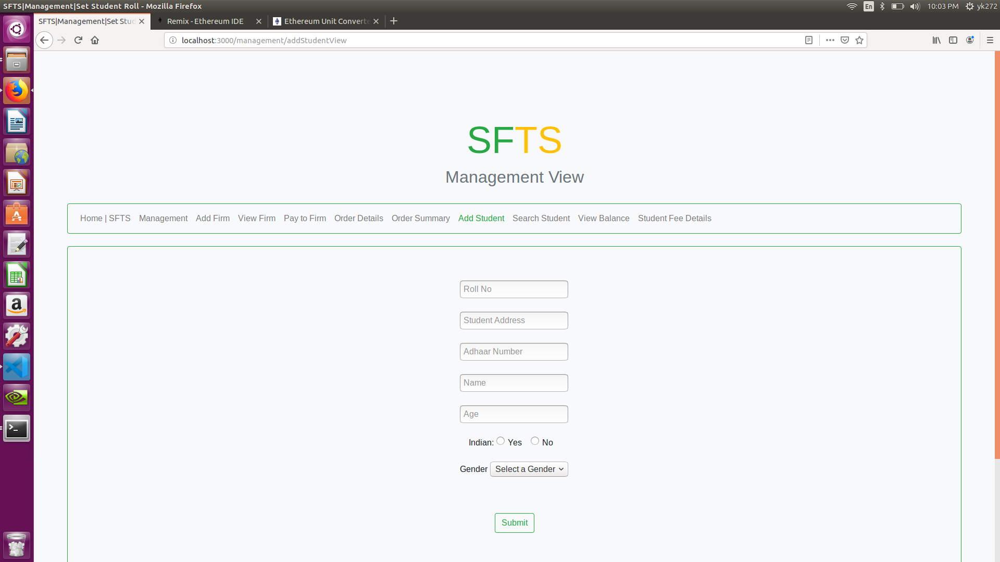 SFTS|Management|Set Student Roll - Mozilla Firefox
En
10:03 PM
yk272
SFTS|Management|Set Stud
Remix - Ethereum IDE
Ethereum Unit Converte
localhost:3000/management/addStudentView
SFTS
Management View
Home | SFTS Management Add Firm View Firm Pay to Firm Order Details Order Summary Add Student Search Student View Balance Student Fee Details
Roll No
Student Address
Adhaar Number
Name
Age
Indian: Yes No
Gender Select a Gender
Submit